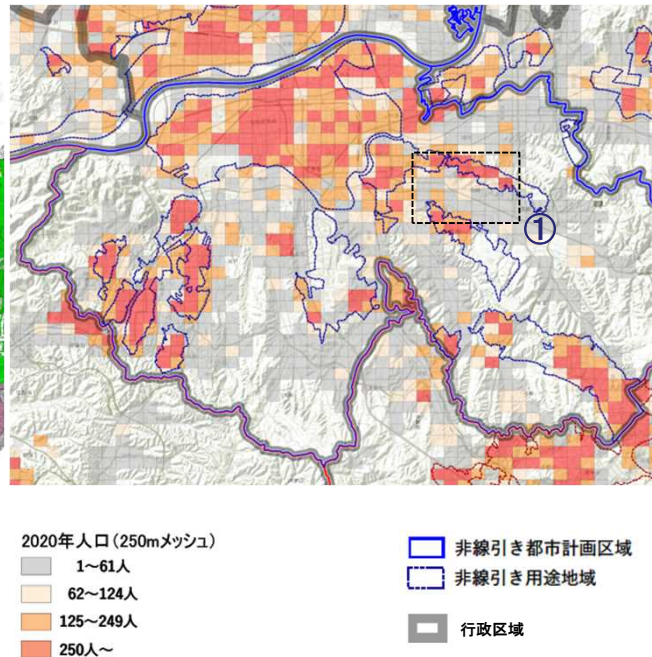 ①
2020年人口(250mメッシュ)
1～61人
62～124人
125～249人
250人～
非線引き都市計画区域
非線引き用途地域
行政区域